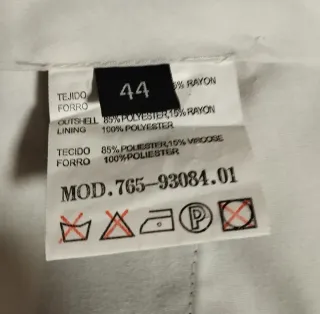 44
TEJIDO % RAYON
FORRO
OUTSHELL 85% POLYESTER,15% RAYON
LINING 100% POLYESTER
TECIDO 85% POLIESTER,15% VISCOSE
FORRO 100% POLIESTER
MOD.765-93084.01
P